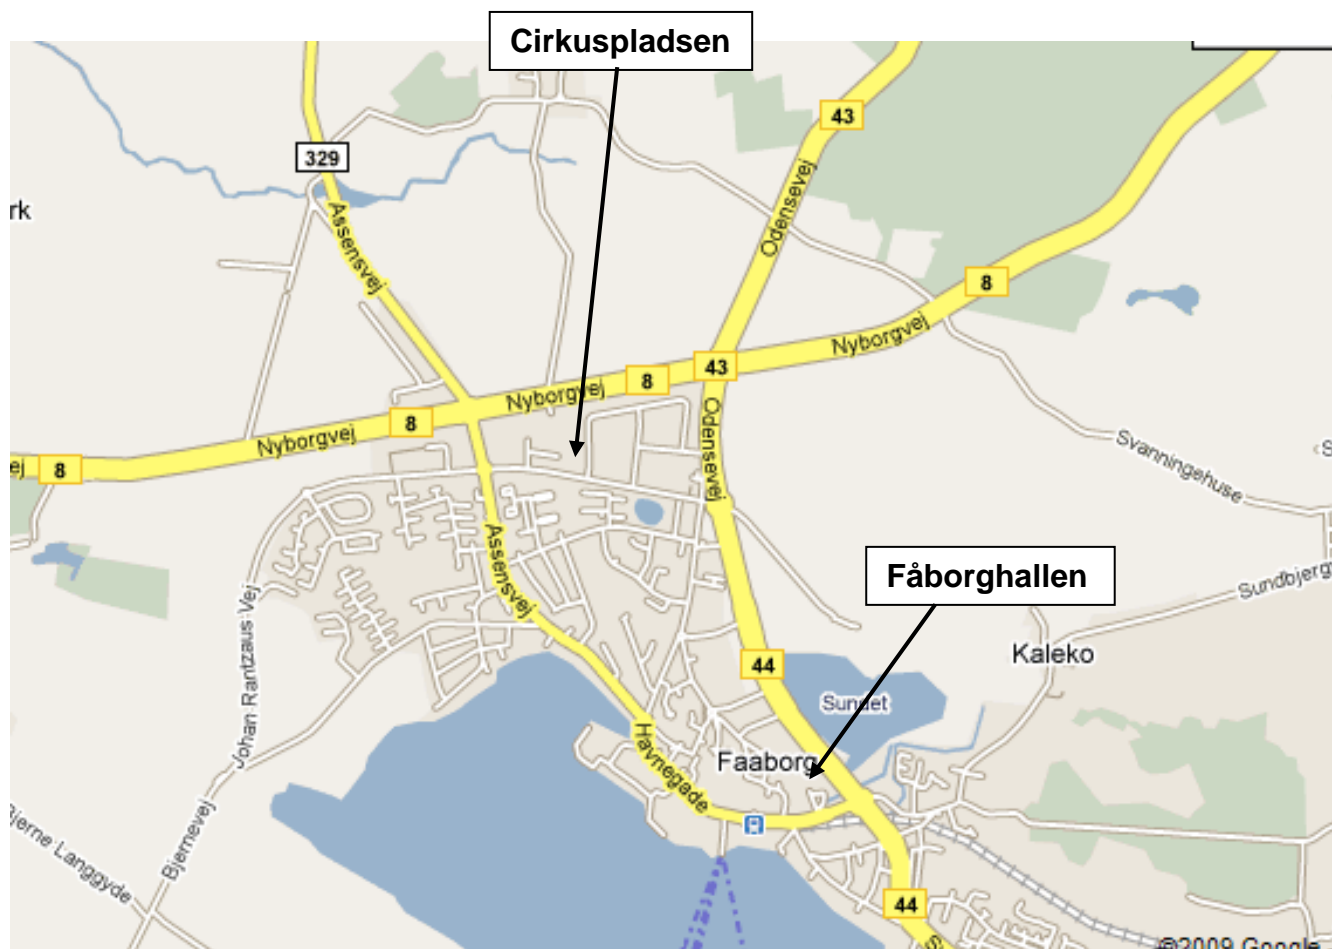 Cirkuspladsen
43
329
rk
Assensvej
Odensevej
8
Nyborgvej
43
8
Nyborgvej
8
Nyborgvej
ej
8
Odensevej
Svanningehuse
S
Assensvej
Fåborghallen
Sundbjergv
Johan Rantzaus Vej
Kaleko
44
Sundet
Havnegade
Faaborg
Bjernevej
Bjerne Langgyde
44
S
©2009 Google